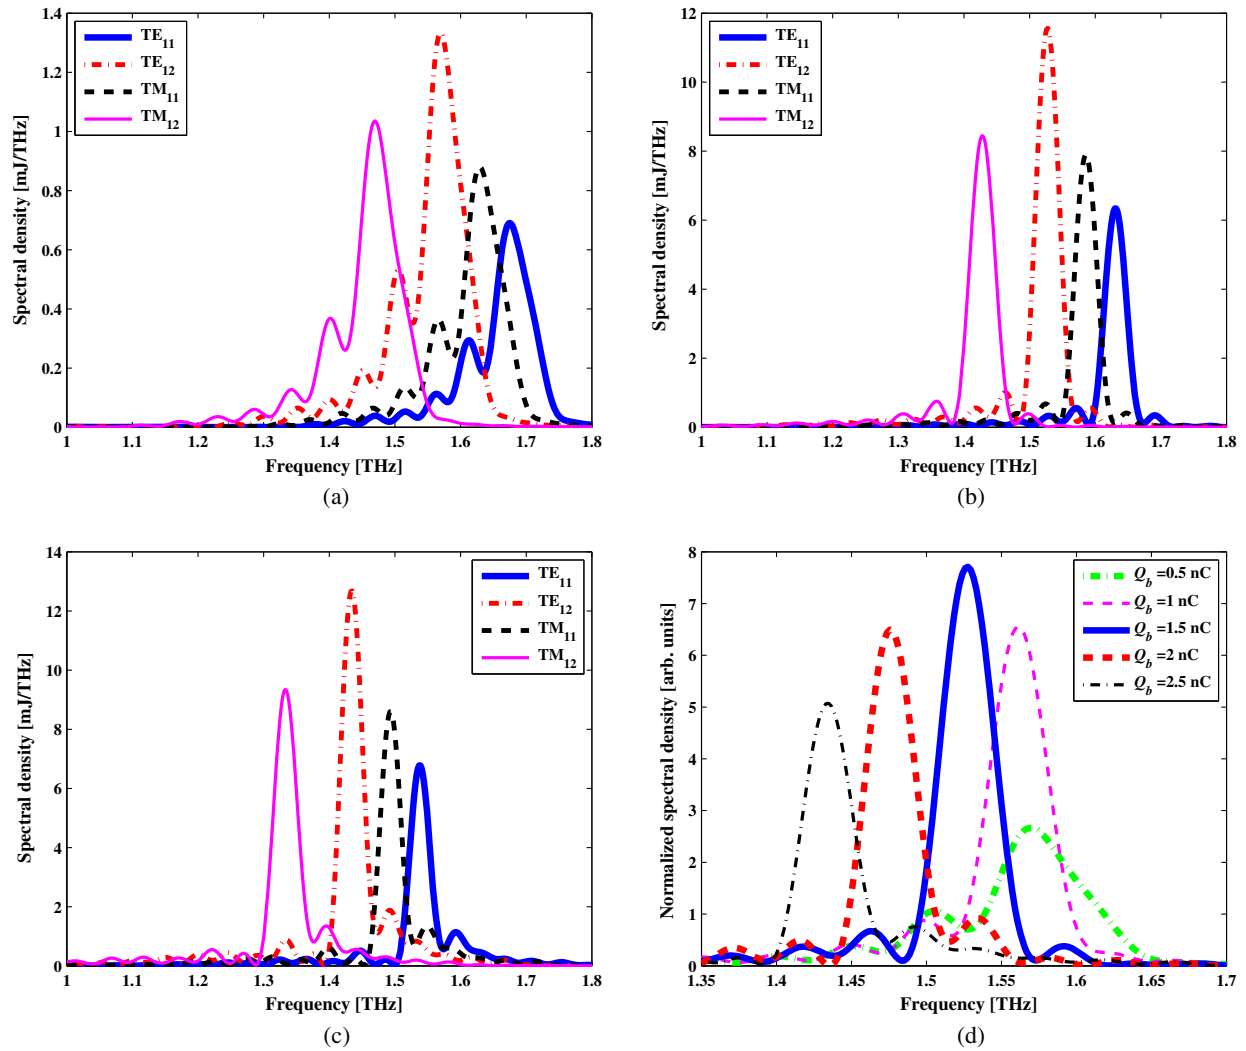 1.4
1.2
1
0.8
0.6
0.4
0.2
0
Spectral density [mJ/THz]
TE11
TE12
TM11
TM12
1 1.1 1.2 1.3 1.4 1.5 1.6 1.7 1.8
Frequency [THz]
(a)
12
10
8
6
4
2
0
Spectral density [mJ/THz]
TE11
TE12
TM11
TM12
1 1.1 1.2 1.3 1.4 1.5 1.6 1.7 1.8
Frequency [THz]
(b)
14
12
10
8
6
4
2
0
Spectral density [mJ/THz]
TE11
TE12
TM11
TM12
1 1.1 1.2 1.3 1.4 1.5 1.6 1.7 1.8
Frequency [THz]
(c)
8
7
6
5
4
3
2
1
0
Normalized spectral density [arb. units]
Qb =0.5 nC
Qb =1 nC
Qb =1.5 nC
Qb =2 nC
Qb =2.5 nC
1.35 1.4 1.45 1.5 1.55 1.6 1.65 1.7
Frequency [THz]
(d)